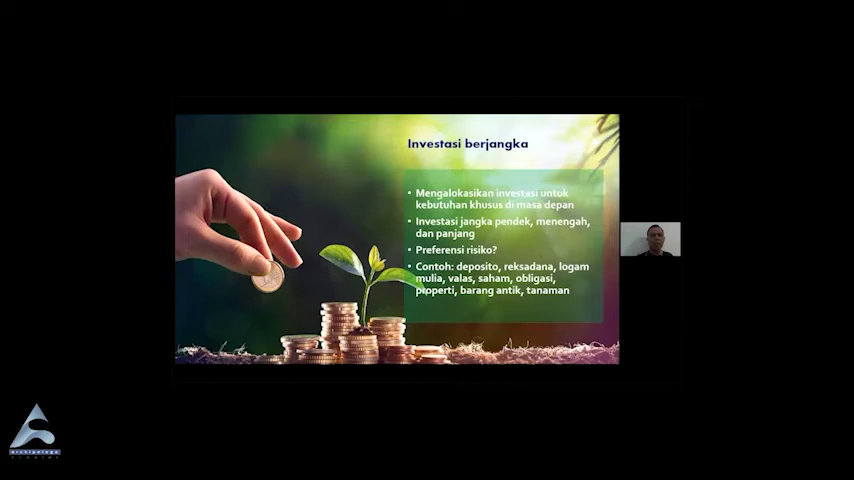 Investasi berjangka
• Mengalokasikan investasi untuk
kebutuhan khusus di masa depan
• Investasi jangka pendek, menengah,
dan panjang
• Preferensi risiko?
• Contoh: deposito, reksadana, logam
mulia, valas, saham, obligasi,
properti, barang antik, tanaman
archipelago